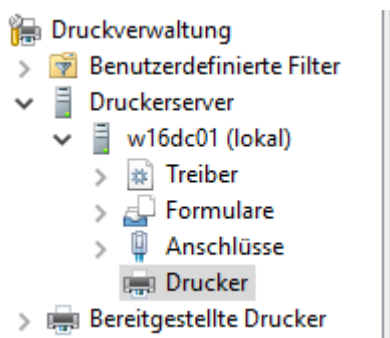 Druckverwaltung
Benutzerdefinierte Filter
Druckerserver
w16dc01 (lokal)
Treiber
Formulare
Anschlüsse
Drucker
Bereitgestellte Drucker